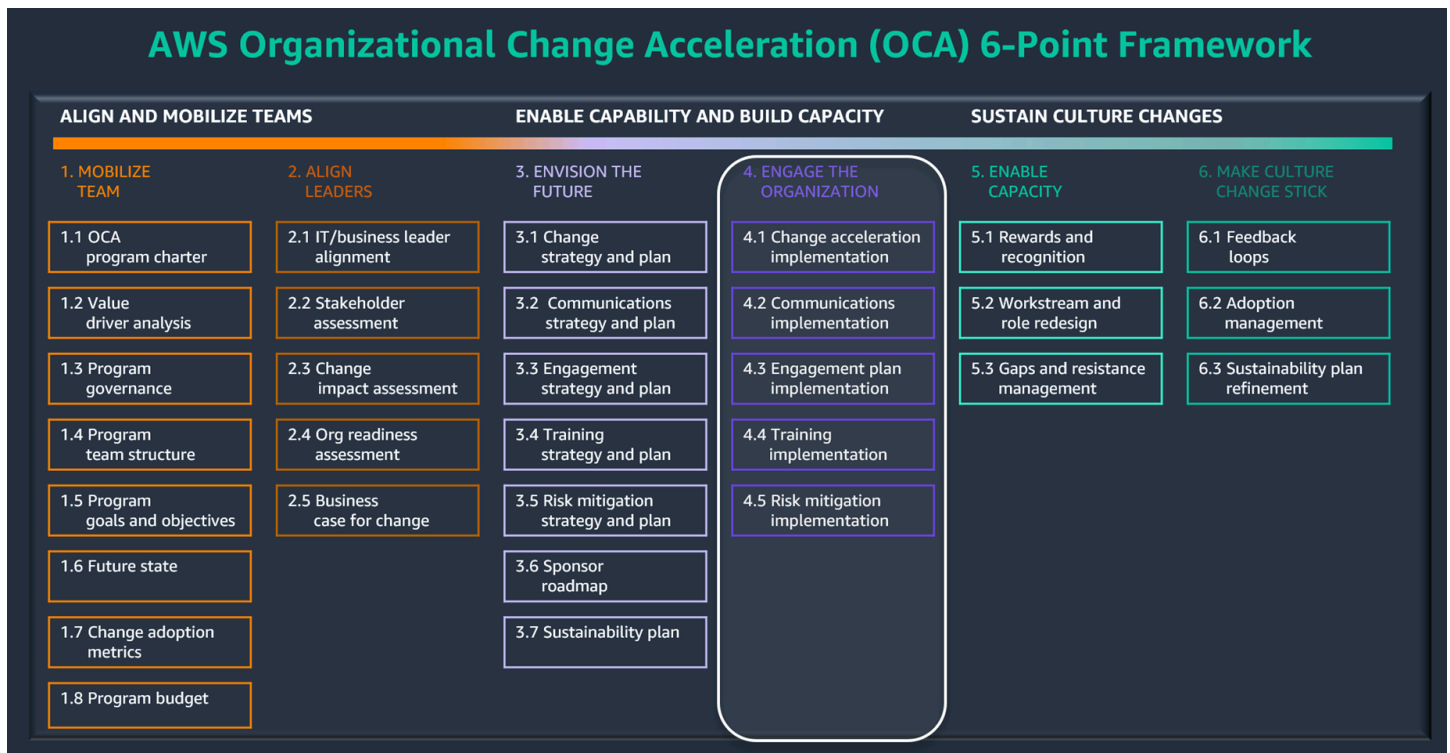 AWS Organizational Change Acceleration (OCA) 6-Point Framework
ALIGN AND MOBILIZE TEAMS
ENABLE CAPABILITY AND BUILD CAPACITY
SUSTAIN CULTURE CHANGES
1. MOBILIZE
TEAM
1.1 OCA
program charter
1.2 Value
driver analysis
1.3 Program
governance
1.4 Program
team structure
1.5 Program
goals and objectives
1.6 Future state
1.7 Change adoption
metrics
1.8 Program budget
2. ALIGN
LEADERS
2.1 IT/business leader
alignment
2.2 Stakeholder
assessment
2.3 Change
impact assessment
2.4 Org readiness
assessment
2.5 Business
case for change
3. ENVISION THE
FUTURE
3.1 Change
strategy and plan
3.2 Communications
strategy and plan
3.3 Engagement
strategy and plan
3.4 Training
strategy and plan
3.5 Risk mitigation
strategy and plan
3.6 Sponsor
roadmap
3.7 Sustainability plan
4. ENGAGE THE
ORGANIZATION
4.1 Change acceleration
implementation
4.2 Communications
implementation
4.3 Engagement plan
implementation
4.4 Training
implementation
4.5 Risk mitigation
implementation
5. ENABLE
CAPACITY
5.1 Rewards and
recognition
5.2 Workstream and
role redesign
5.3 Gaps and resistance
management
6. MAKE CULTURE
CHANGE STICK
6.1 Feedback
loops
6.2 Adoption
management
6.3 Sustainability plan
refinement